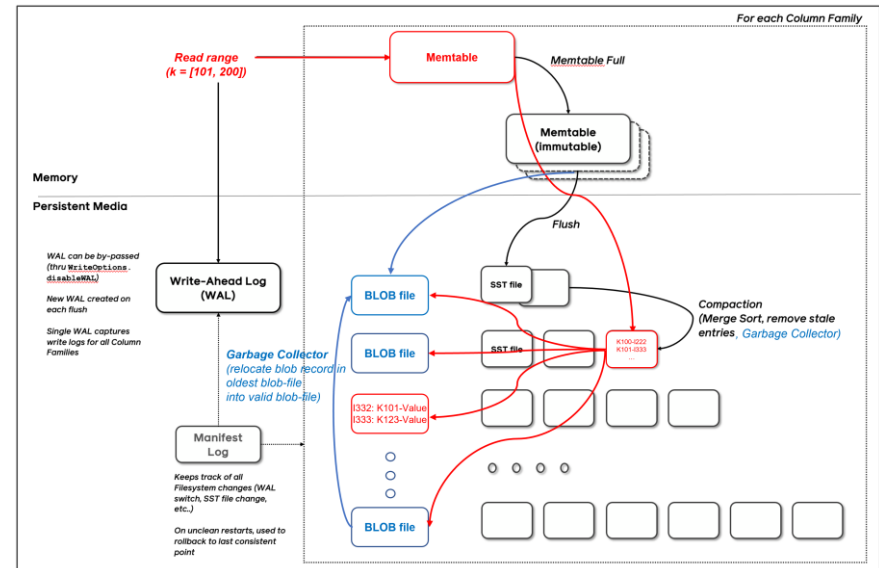 For each Column Family
Read range
(k = [101, 200])
Memtable
Memtable Full
Memtable
(immutable)
Memory
Persistent Media
Flush
WAL can be by-passed
(thru WriteOptions.
disableWAL)
New WAL created on
each flush
Single WAL captures
write logs for all Column
Families
Write-Ahead Log
(WAL)
BLOB file
SST file
Compaction
(Merge Sort, remove stale
entries, Garbage Collector)
Garbage Collector
(relocate blob record in
oldest blob-file
into valid blob-file)
BLOB file
SST file
K100-I222
K101-I333
...
I332: K101-Value
I333: K123-Value
Manifest
Log
Keeps track of all
Filesystem changes (WAL
switch, SST file change,
etc..)
On unclean restarts, used to
rollback to last consistent
point
BLOB file